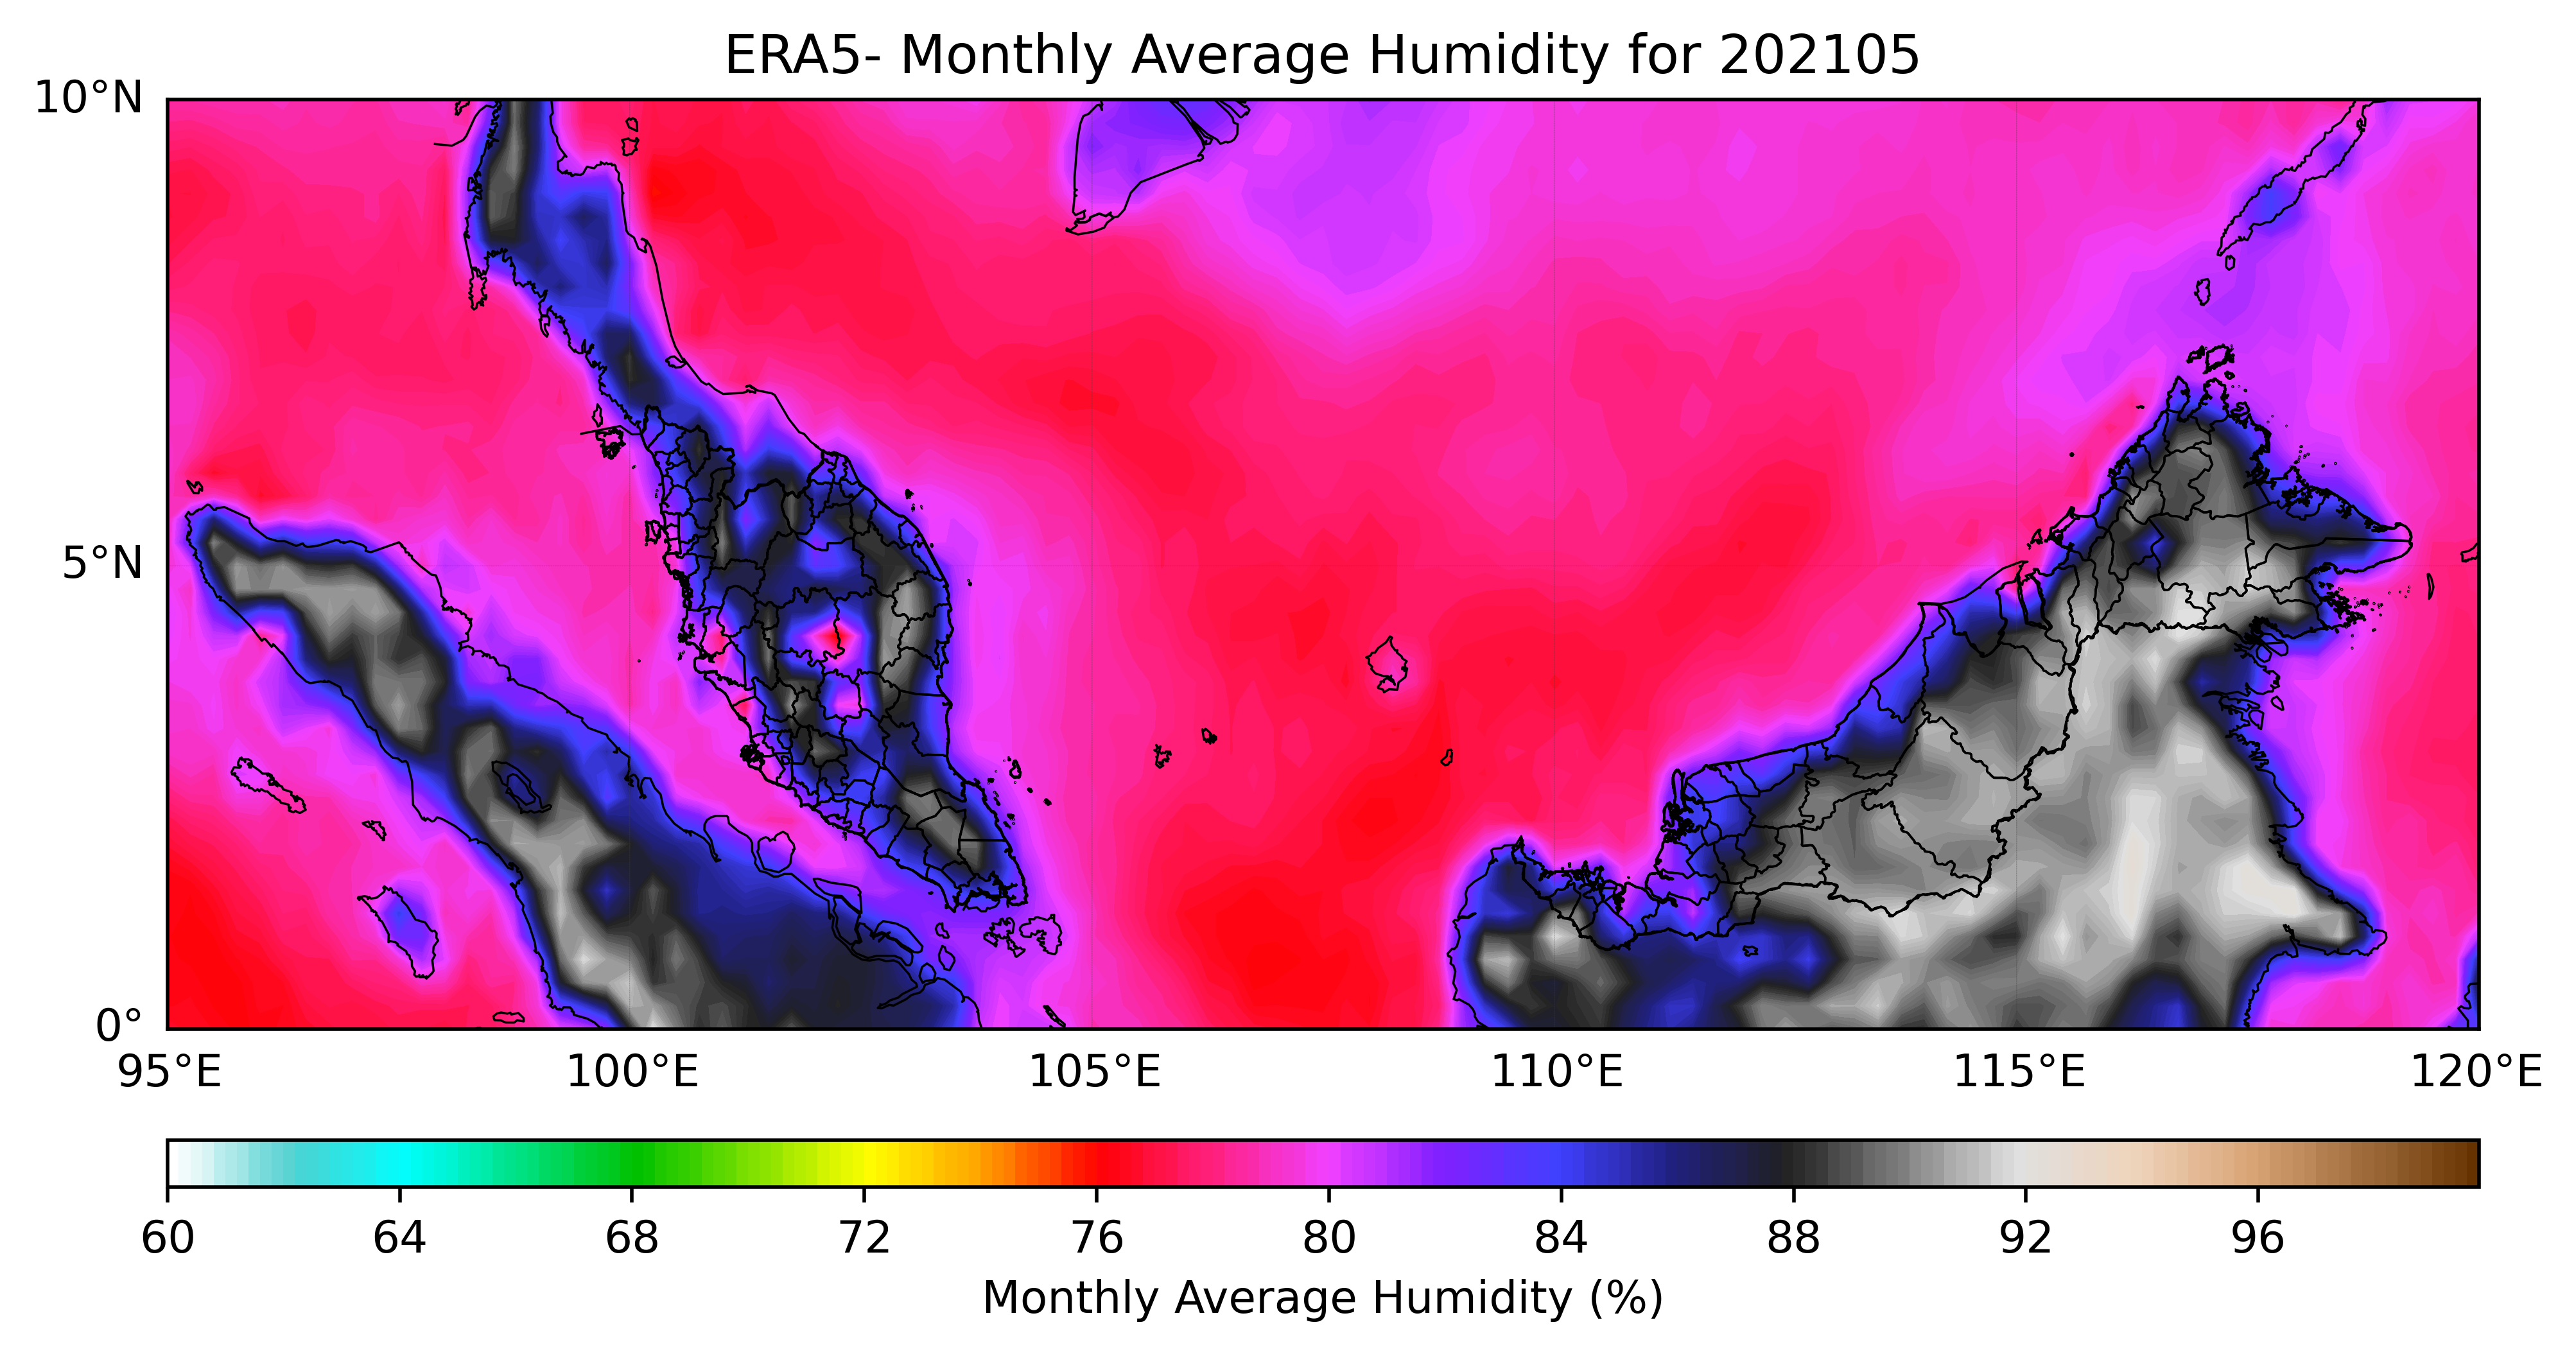 ERA5- Monthly Average Humidity for 202105
10°N
5°N
0°
95°E 100°E 105°E 110°E 115°E 120°E
60 64 68 72 76 80 84 88 92 96
Monthly Average Humidity (%)